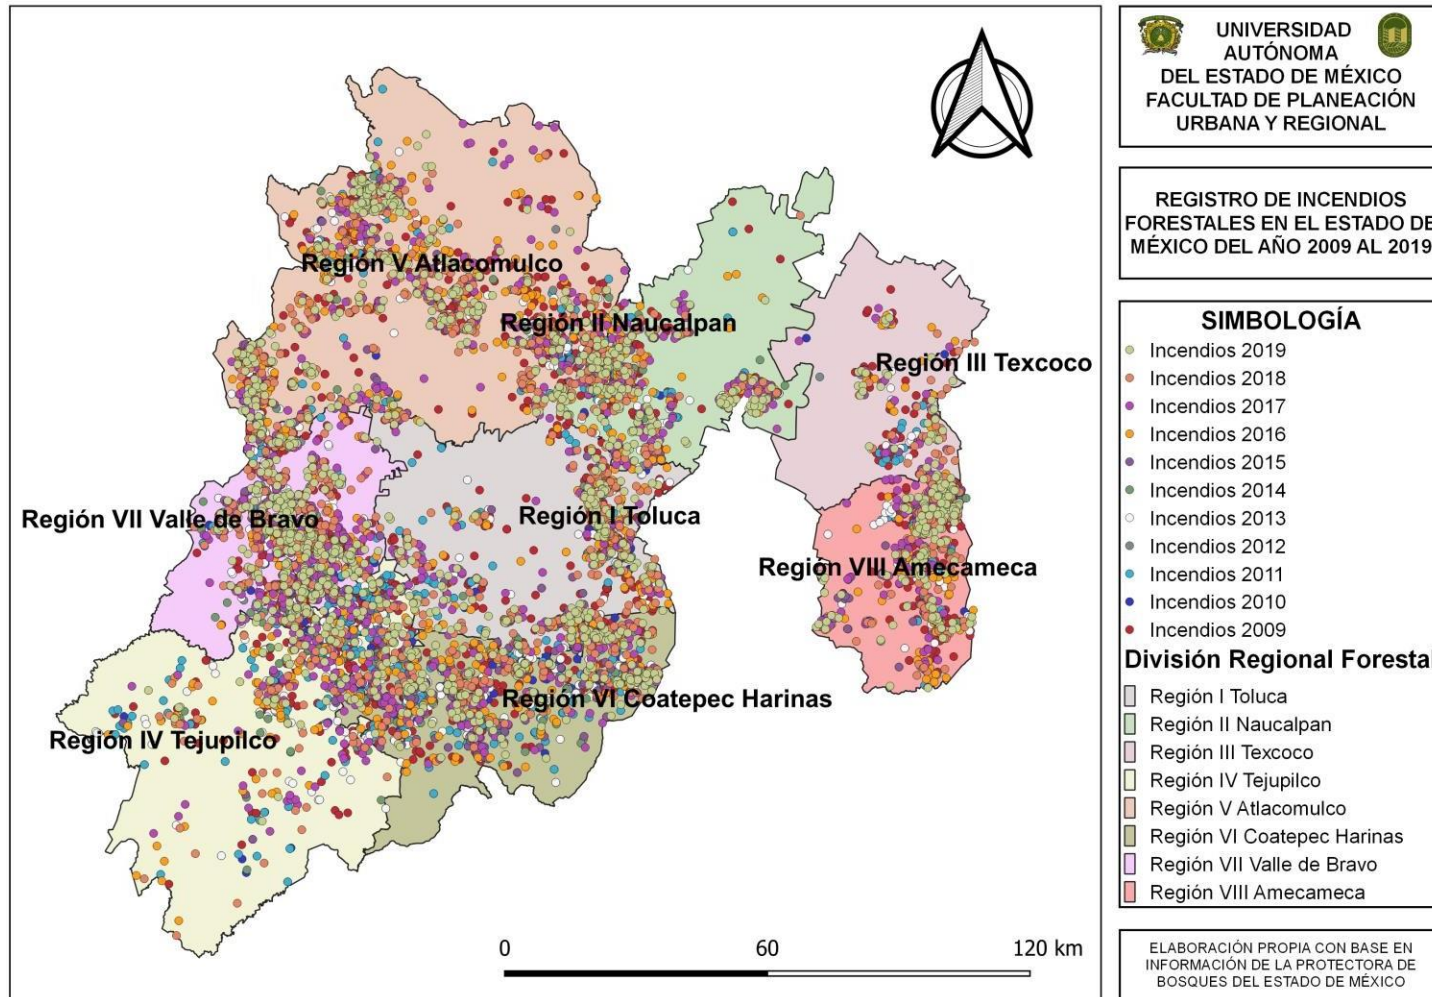 UNIVERSIDAD
AUTÓNOMA
DEL ESTADO DE MÉXICO
FACULTAD DE PLANEACIÓN
URBANA Y REGIONAL
REGISTRO DE INCENDIOS
FORESTALES EN EL ESTADO DE
MÉXICO DEL AÑO 2009 AL 2019
Región V Atlacomulco
Región II Naucalpan
Región III Texcoco
Región VII Valle de Bravo
Región I Toluca
Región VIII Amecameca
Región VI Coatepec Harinas
Región IV Tejupilco
0 60 120 km
SIMBOLOGÍA
Incendios 2019
Incendios 2018
Incendios 2017
Incendios 2016
Incendios 2015
Incendios 2014
Incendios 2013
Incendios 2012
Incendios 2011
Incendios 2010
Incendios 2009
División Regional Forestal
Región I Toluca
Región II Naucalpan
Región III Texcoco
Región IV Tejupilco
Región V Atlacomulco
Región VI Coatepec Harinas
Región VII Valle de Bravo
Región VIII Amecameca
ELABORACIÓN PROPIA CON BASE EN
INFORMACIÓN DE LA PROTECTORA DE
BOSQUES DEL ESTADO DE MÉXICO